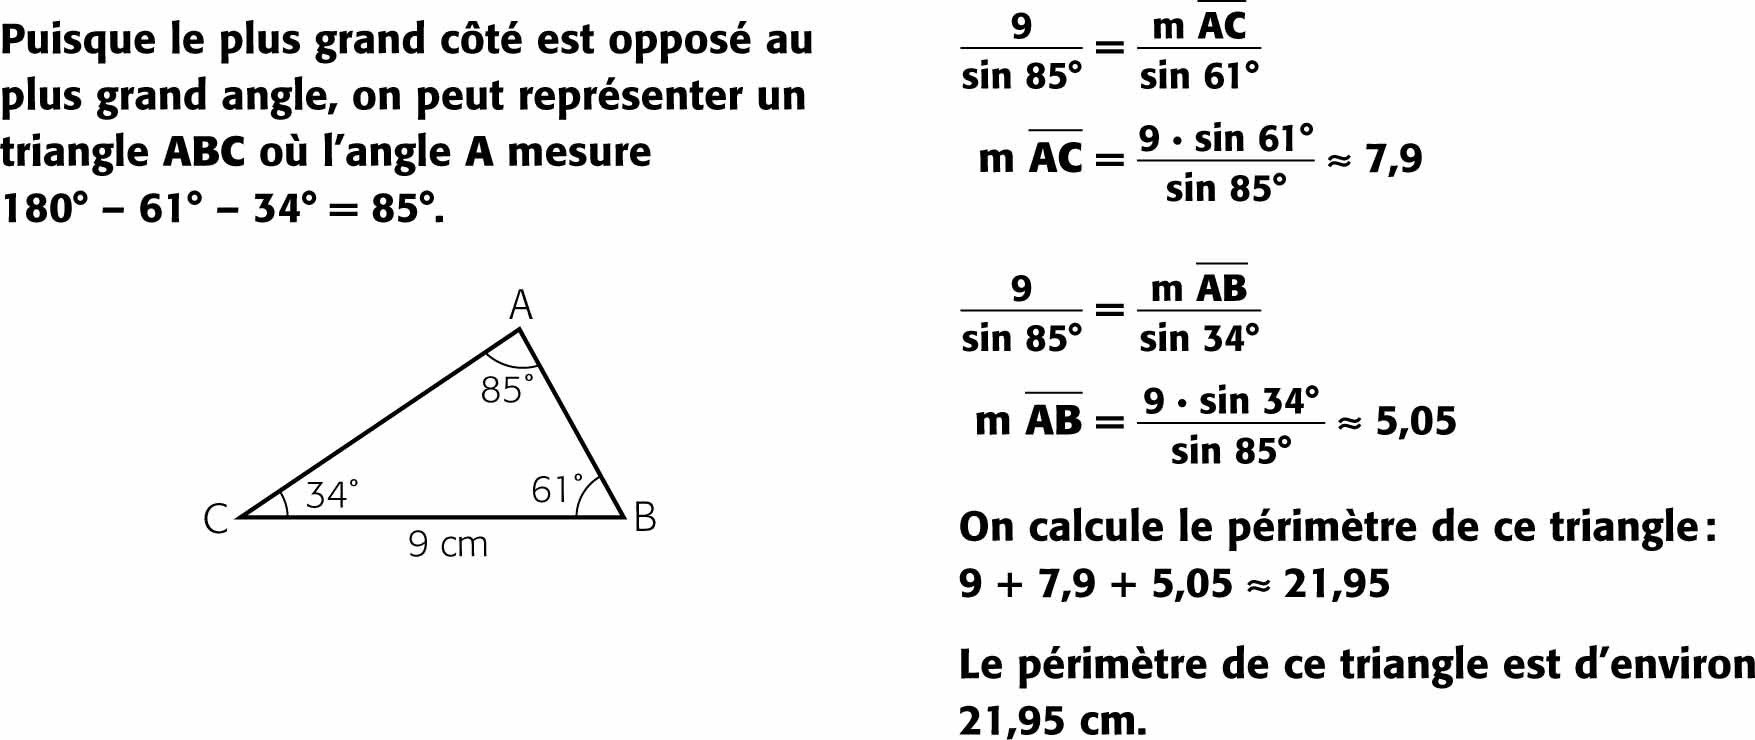 Puisque le plus grand côté est opposé au
plus grand angle, on peut représenter un
triangle ABC où l’angle A mesure
180° – 61° – 34° = 85°.
A
85°
34°
61°
C
B
9 cm
9 / sin 85° = m AC / sin 61°
m AC = 9 · sin 61° / sin 85° ≈ 7,9
9 / sin 85° = m AB / sin 34°
m AB = 9 · sin 34° / sin 85° ≈ 5,05
On calcule le périmètre de ce triangle :
9 + 7,9 + 5,05 ≈ 21,95
Le périmètre de ce triangle est d’environ
21,95 cm.